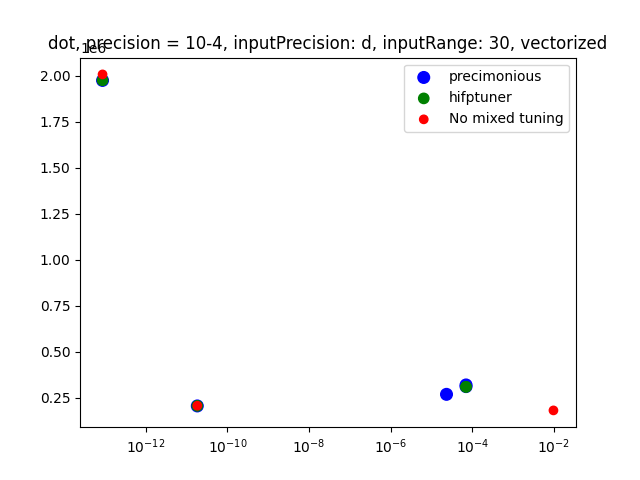 dot, precision = 10-4, inputPrecision: d, inputRange: 30, vectorized
1e6
precimonious
hifptuner
No mixed tuning
2.00
1.75
1.50
1.25
1.00
0.75
0.50
0.25
10⁻¹² 10⁻¹⁰ 10⁻⁸ 10⁻⁶ 10⁻⁴ 10⁻²